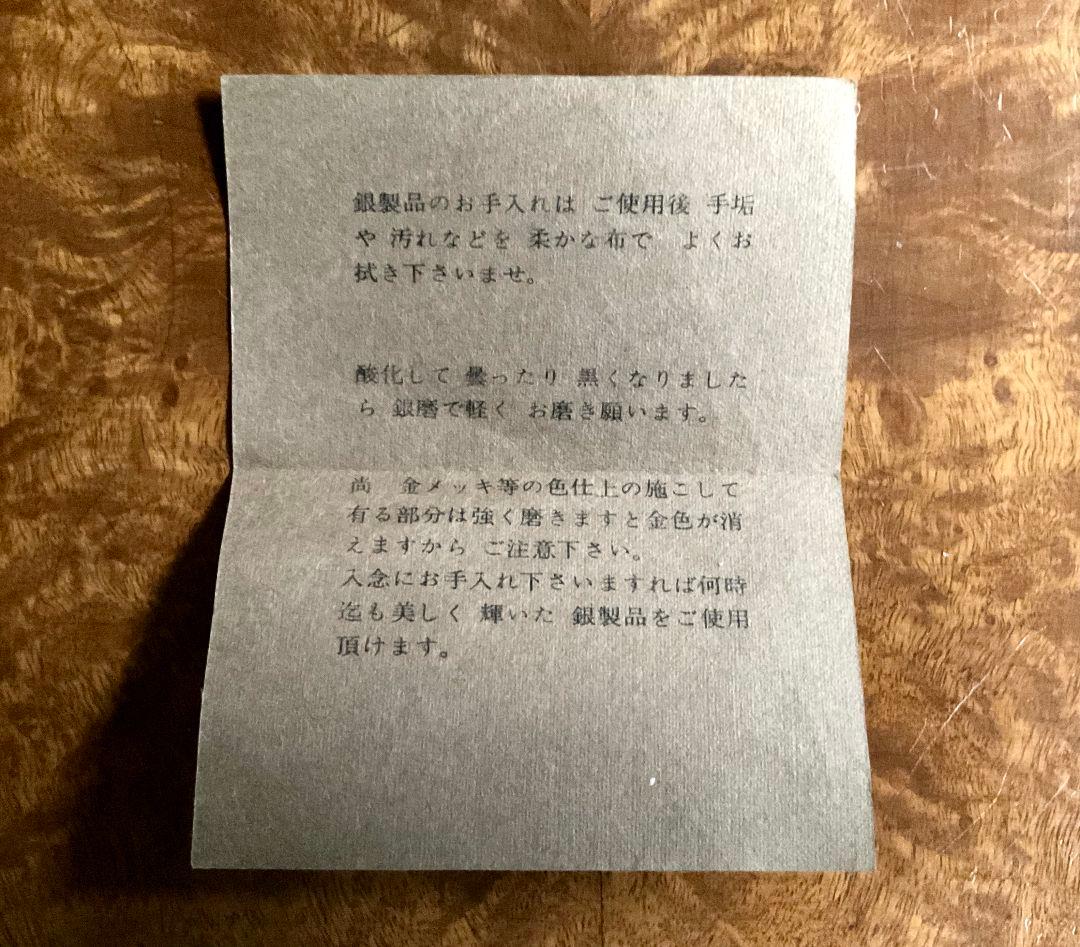 銀製品のお手入れは ご使用後 手垢
や 汚れなどを 柔かな布で よくお
拭き下さいませ。
酸化して 曇ったり 黒くなりました
ら 銀磨で軽く お磨き願います。
尚 金メッキ等の色仕上の施こして
有る部分は強く磨きますと金色が消
えますから ご注意下さい。
入念にお手入れ下さいますれば何時
迄も美しく 輝いた 銀製品をご使用
頂けます。